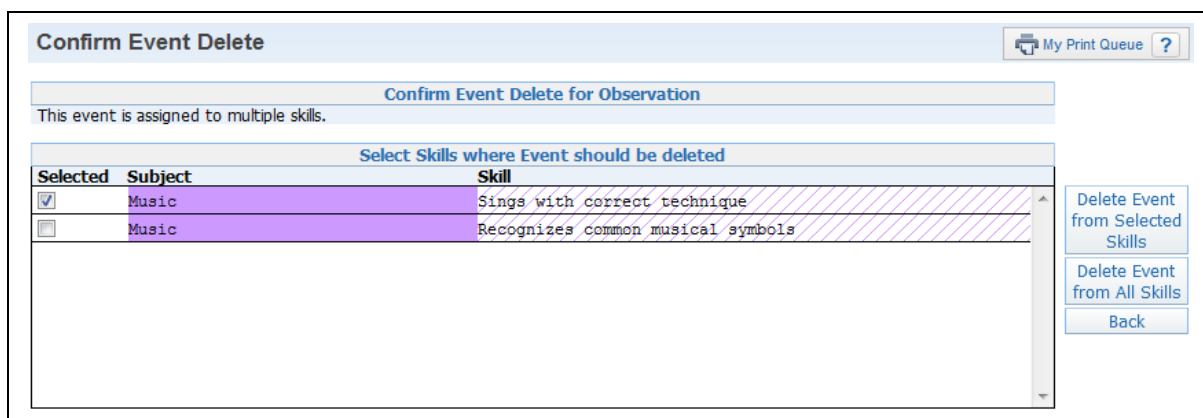 Confirm Event Delete
My Print Queue ?
Confirm Event Delete for Observation
This event is assigned to multiple skills.
Select Skills where Event should be deleted
Selected Subject Skill
Music Sings with correct technique
Music Recognizes common musical symbols
Delete Event
from Selected
Skills
Delete Event
from All Skills
Back